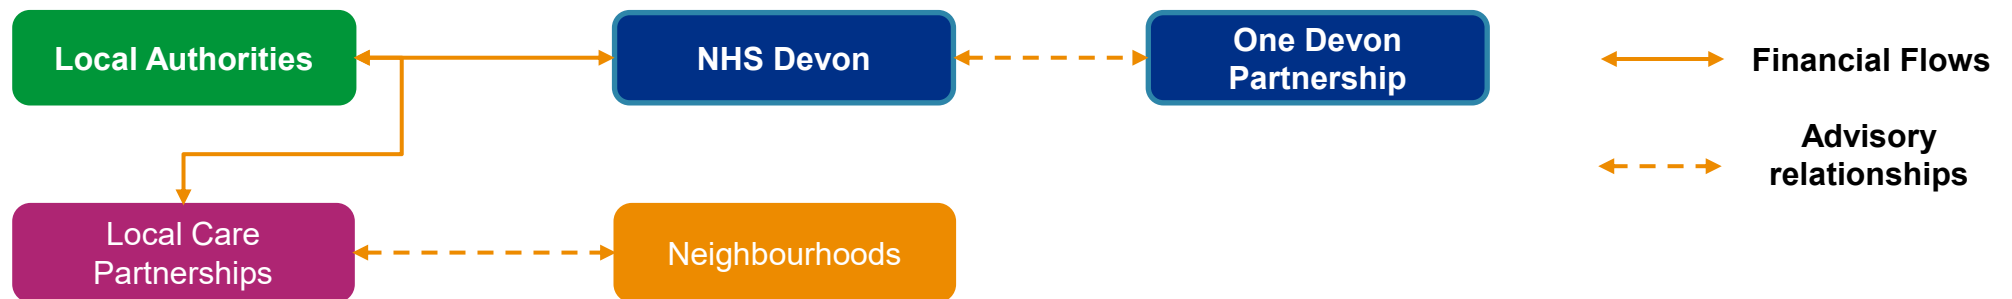 Local Authorities
NHS Devon
One Devon
Partnership
Financial Flows
Advisory
relationships
Local Care
Partnerships
Neighbourhoods